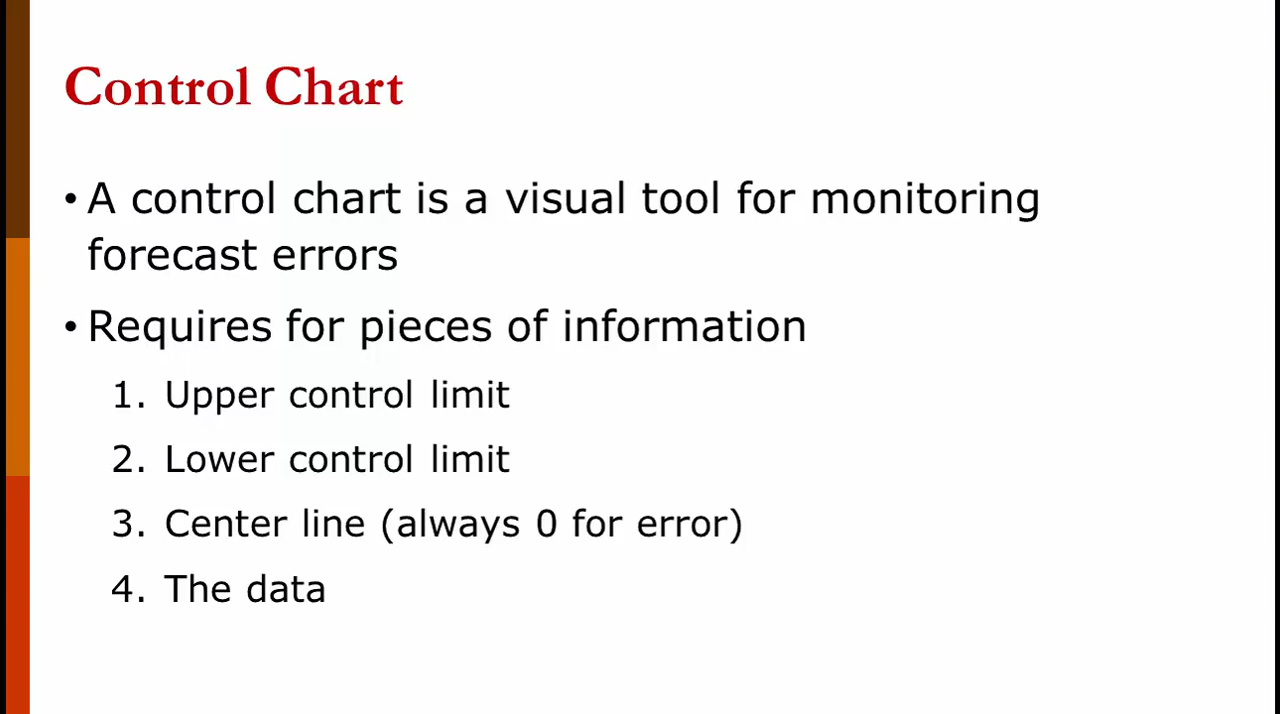 Control Chart
• A control chart is a visual tool for monitoring
forecast errors
• Requires for pieces of information
1. Upper control limit
2. Lower control limit
3. Center line (always 0 for error)
4. The data